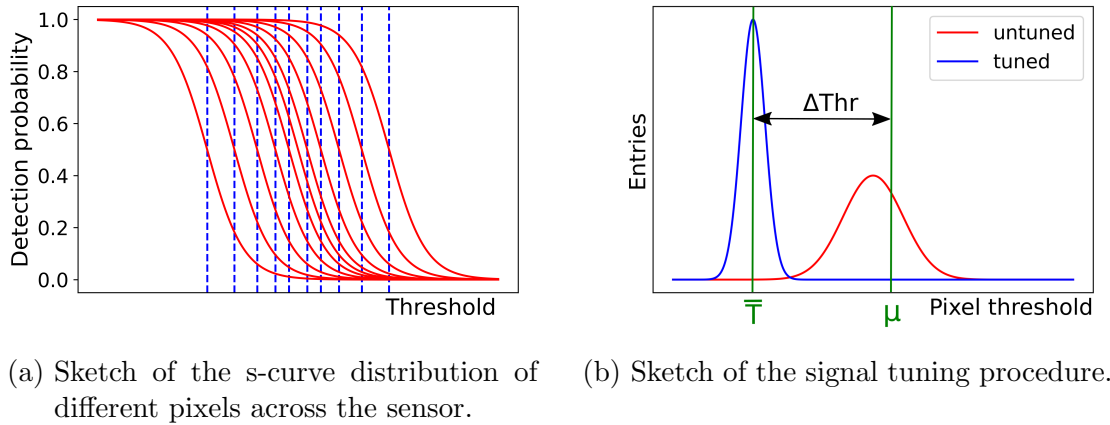 1.0
0.8
0.6
0.4
0.2
0.0
Detection probability
Threshold
untuned
tuned
ΔThr
Entries
T̿
μ
Pixel threshold
(a) Sketch of the s-curve distribution of
different pixels across the sensor.
(b) Sketch of the signal tuning procedure.